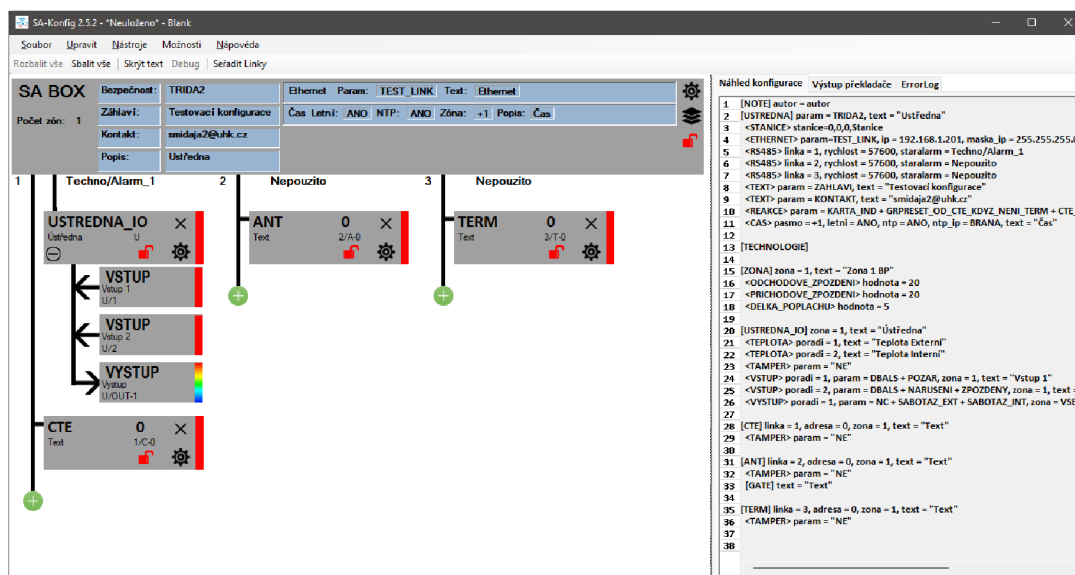 SA-Konfig 2.5.2 - *Neuloženo* - Blank
Soubor Upravit Nástroje Možnosti Nápověda
Rozbalit vše Sbalit vše Skrýt text Debug Seřadit Linky
SA BOX
Počet zón: 1
Bezpečnost: TRIDA2
Záhlaví: Testovací konfigurace
Kontakt: smidaja2@uhk.cz
Popis: Ústředna
Ethernet Param: TEST_LINK Text: Ethernet
Čas Letní: ANO NTP: ANO Zóna: +1 Popis: Čas
1 Techno/Alarm_1 2 Nepouzito 3 Nepouzito
USTREDNA_IO
Ústředna U
VSTUP
Vstup 1
U/1
VSTUP
Vstup 2
U/2
VYSTUP
Vystup
U/OUT-1
CTE 0
Text 1/C-0
ANT 0
Text 2/A-0
TERM 0
Text 3/T-0
Náhled konfigurace Výstup překladače ErrorLog
1 [NOTE] autor = autor
2 [USTREDNA] param = TRIDA2, text = "Ústředna"
3 <STANICE> stanice=0,0,0,Stanice
4 <ETHERNET> param=TEST_LINK, ip = 192.168.1.201, maska_ip = 255.255.255.
5 <RS485> linka = 1, rychlost = 57600, staralarm = Techno/Alarm_1
6 <RS485> linka = 2, rychlost = 57600, staralarm = Nepouzito
7 <RS485> linka = 3, rychlost = 57600, staralarm = Nepouzito
8 <TEXT> param = ZAHLAVI, text = "Testovací konfigurace"
9 <TEXT> param = KONTAKT, text = "smidaja2@uhk.cz"
10 <REAKCE> param = KARTA_IND + GRPRESET_OD_CTE_KDYZ_NENI_TERM + CTE_
11 <CAS> pasmo = +1, letni = ANO, ntp = ANO, ntp_ip = BRANA, text = "Čas"
12
13 [TECHNOLOGIE]
14
15 [ZONA] zona = 1, text = "Zona 1 BP"
16 <ODCHODOVE_ZPOZDENI> hodnota = 20
17 <PRICHODOVE_ZPOZDENI> hodnota = 20
18 <DELKA_POPLACHU> hodnota = 5
19
20 [USTREDNA_IO] zona = 1, text = "Ústředna"
21 <TEPLOTA> poradi = 1, text = "Teplota Externí"
22 <TEPLOTA> poradi = 2, text = "Teplota Interní"
23 <TAMPER> param = "NE"
24 <VSTUP> poradi = 1, param = DBALS + POZAR, zona = 1, text = "Vstup 1"
25 <VSTUP> poradi = 2, param = DBALS + NARUSENI + ZPOZDENY, zona = 1, text =
26 <VYSTUP> poradi = 1, param = NC + SABOTAZ_EXT + SABOTAZ_INT, zona = VSE
27
28 [CTE] linka = 1, adresa = 0, zona = 1, text = "Text"
29 <TAMPER> param = "NE"
30
31 [ANT] linka = 2, adresa = 0, zona = 1, text = "Text"
32 <TAMPER> param = "NE"
33 [GATE] text = "Text"
34
35 [TERM] linka = 3, adresa = 0, zona = 1, text = "Text"
36 <TAMPER> param = "NE"
37
38